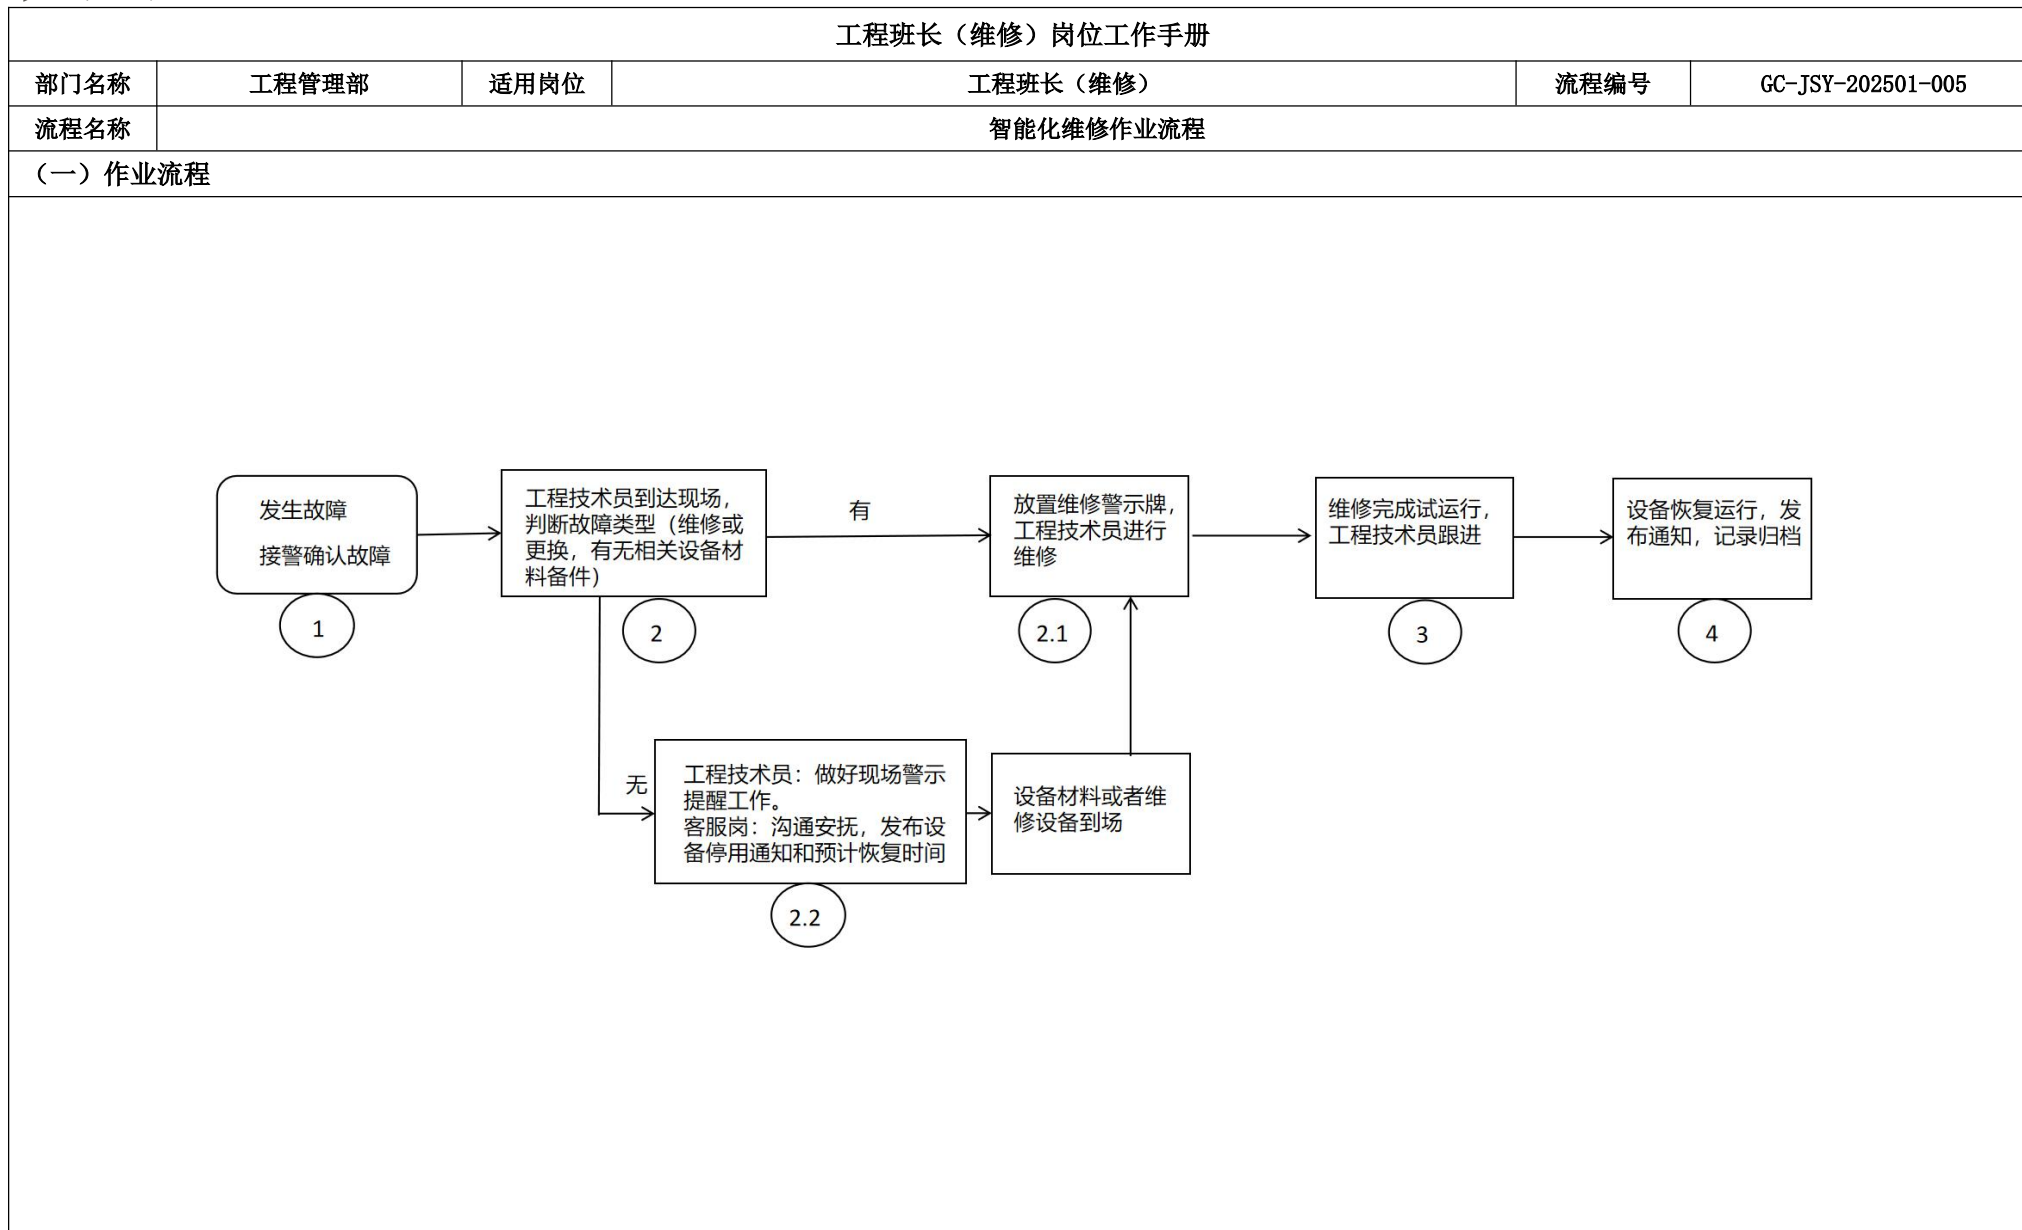 工程班长（维修）岗位工作手册
部门名称 工程管理部 适用岗位 工程班长（维修） 流程编号 GC-JSY-202501-005
流程名称 智能化维修作业流程
（一）作业流程
发生故障
接警确认故障
1
工程技术员到达现场，
判断故障类型（维修或
更换，有无相关设备材
料备件）
2
有
放置维修警示牌，
工程技术员进行
维修
2.1
维修完成试运行，
工程技术员跟进
3
设备恢复运行，发
布通知，记录归档
4
无
工程技术员：做好现场警示
提醒工作。
客服岗：沟通安抚，发布设
备停用通知和预计恢复时间
2.2
设备材料或者维
修设备到场